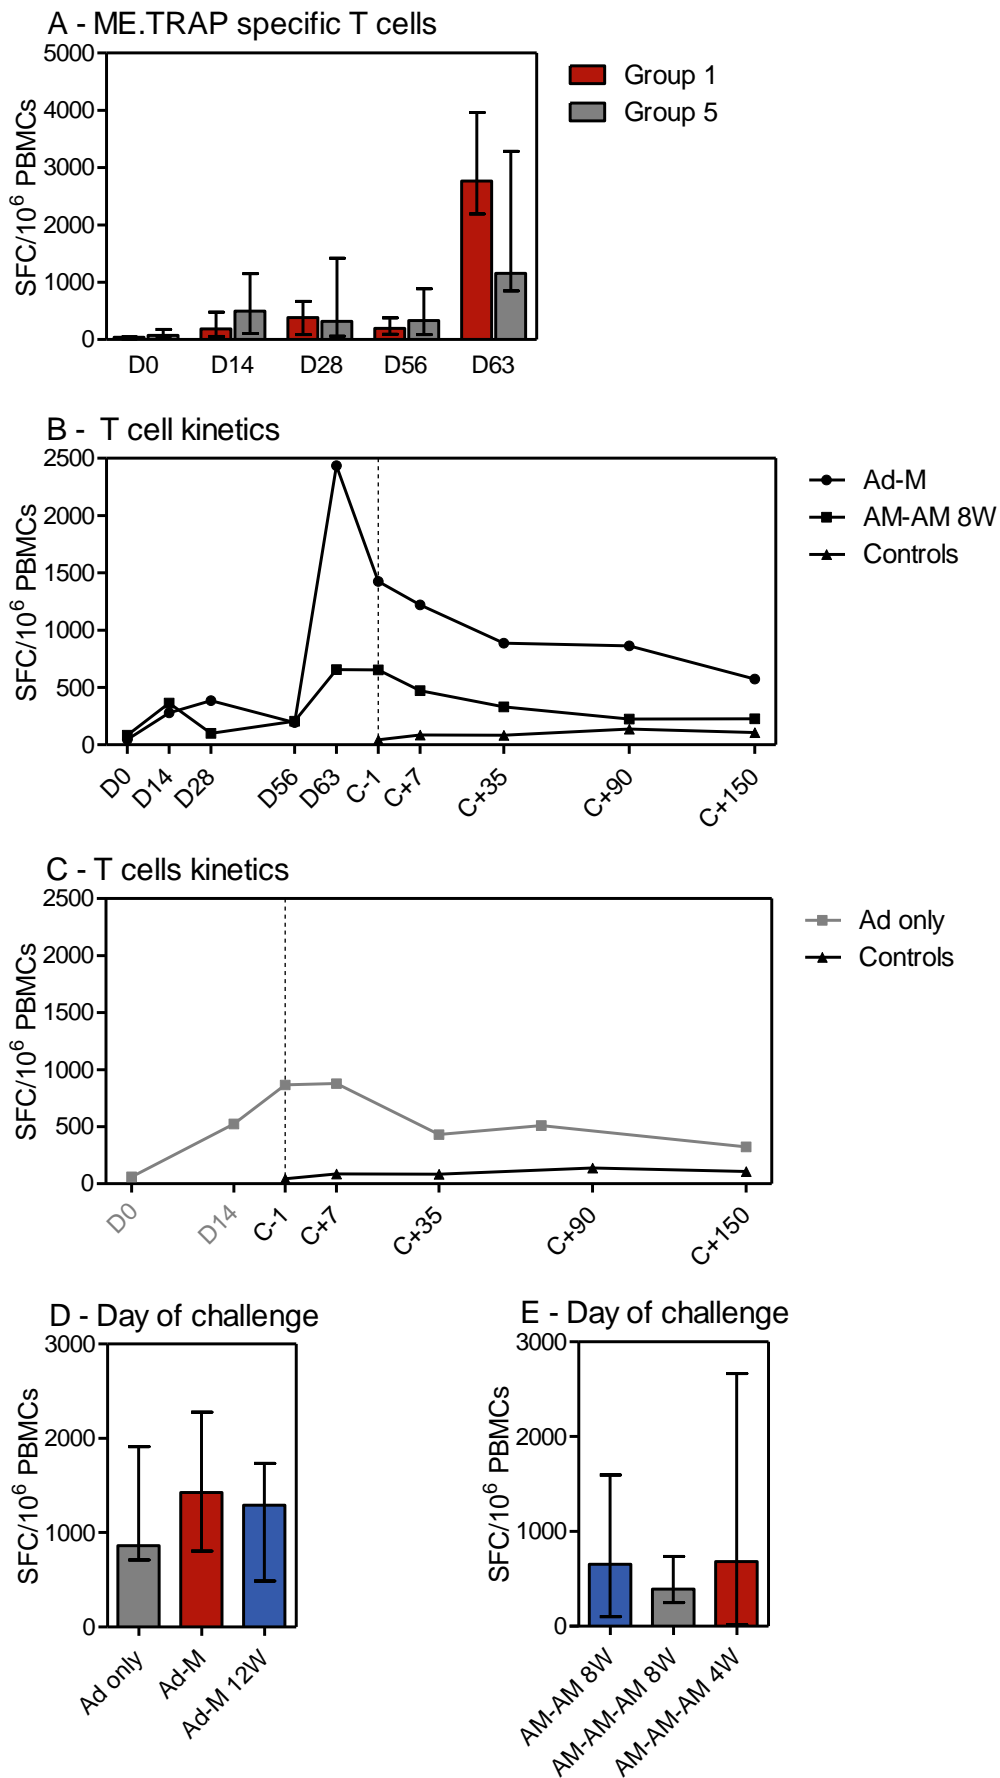 A - ME.TRAP specific T cells
SFC/10⁶ PBMCs
5000
4000
3000
2000
1000
0
D0 D14 D28 D56 D63
Group 1
Group 5
B - T cell kinetics
SFC/10⁶ PBMCs
2500
2000
1500
1000
500
0
D0 D14 D28 D56 D63 C-1 C+7 C+35 C+90 C+150
Ad-M
AM-AM 8W
Controls
C - T cells kinetics
SFC/10⁶ PBMCs
2500
2000
1500
1000
500
0
D0 D14 C-1 C+7 C+35 C+90 C+150
Ad only
Controls
D - Day of challenge
SFC/10⁶ PBMCs
3000
2000
1000
0
Ad only
Ad-M
Ad-M 12W
E - Day of challenge
SFC/10⁶ PBMCs
3000
2000
1000
0
AM-AM 8W
AM-AM-AM 8W
AM-AM-AM 4W